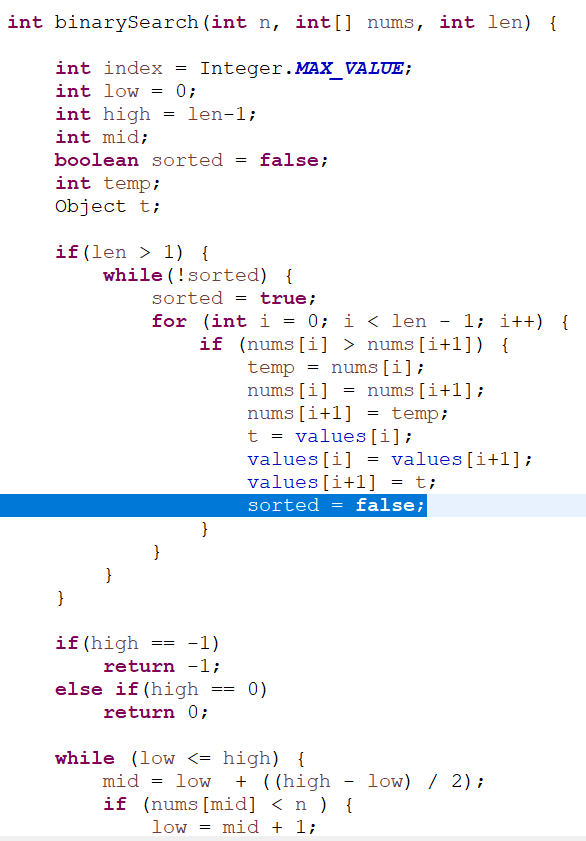 int binarySearch(int n, int[] nums, int len) {
    int index = Integer.MAX_VALUE;
    int low = 0;
    int high = len-1;
    int mid;
    boolean sorted = false;
    int temp;
    Object t;
    if(len > 1) {
        while(!sorted) {
            sorted = true;
            for (int i = 0; i < len - 1; i++) {
                if (nums[i] > nums[i+1]) {
                    temp = nums[i];
                    nums[i] = nums[i+1];
                    nums[i+1] = temp;
                    t = values[i];
                    values[i] = values[i+1];
                    values[i+1] = t;
                    sorted = false;
                }
            }
        }
    }
    if(high == -1)
        return -1;
    else if(high == 0)
        return 0;
    while (low <= high) {
        mid = low  + ((high - low) / 2);
        if (nums[mid] < n ) {
            low = mid + 1;